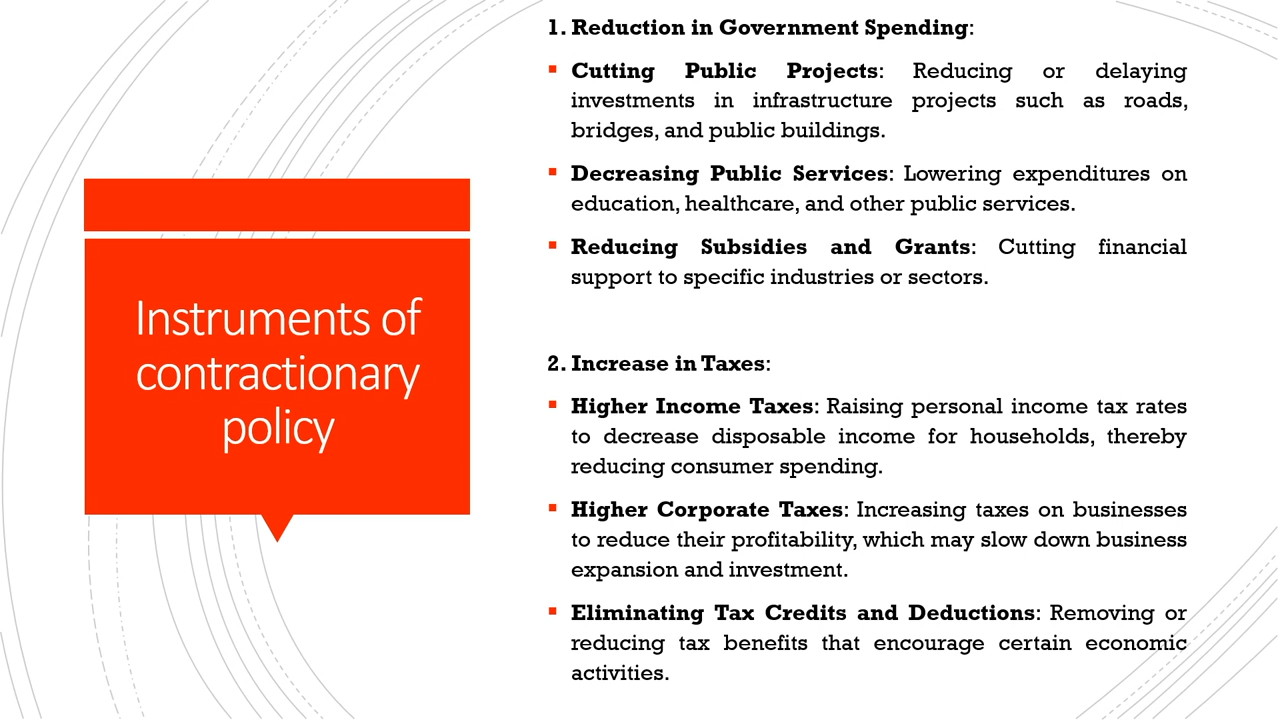 Instruments of
contractionary
policy
1. Reduction in Government Spending:
▪ Cutting Public Projects: Reducing or delaying
investments in infrastructure projects such as roads,
bridges, and public buildings.
▪ Decreasing Public Services: Lowering expenditures on
education, healthcare, and other public services.
▪ Reducing Subsidies and Grants: Cutting financial
support to specific industries or sectors.
2. Increase in Taxes:
▪ Higher Income Taxes: Raising personal income tax rates
to decrease disposable income for households, thereby
reducing consumer spending.
▪ Higher Corporate Taxes: Increasing taxes on businesses
to reduce their profitability, which may slow down business
expansion and investment.
▪ Eliminating Tax Credits and Deductions: Removing or
reducing tax benefits that encourage certain economic
activities.